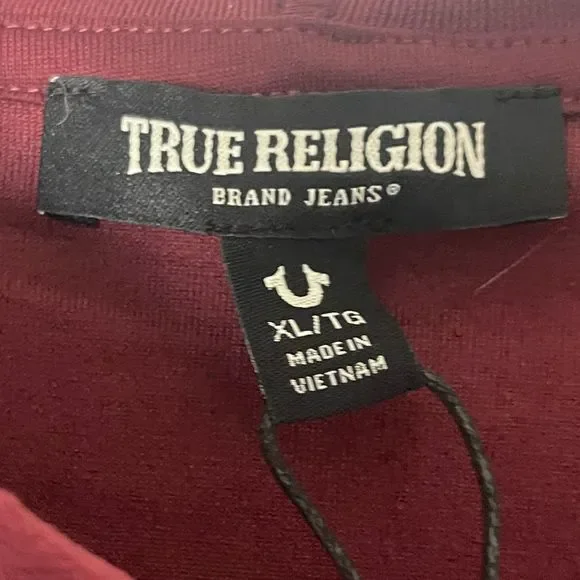 TRUE RELIGION
BRAND JEANS®
XL/TG
MADE IN
VIETNAM